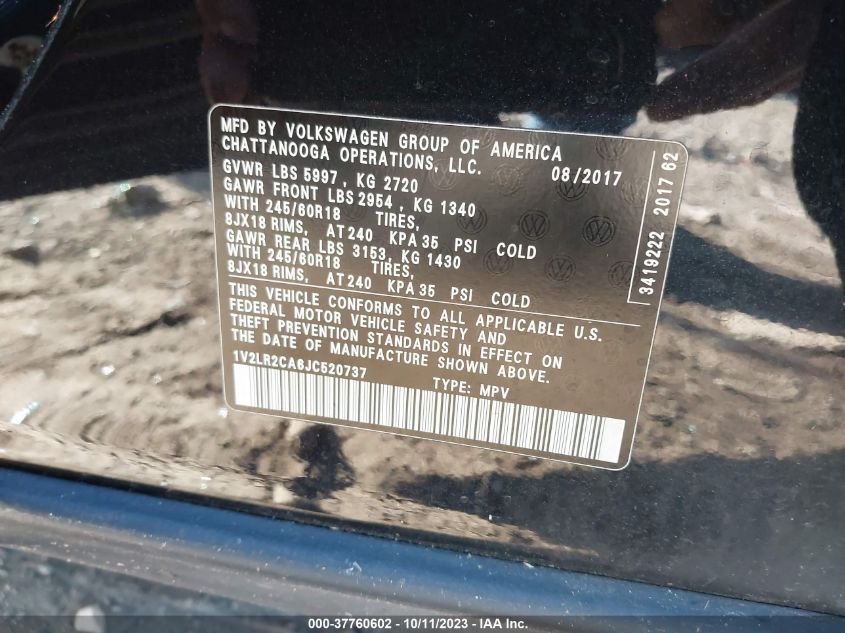 MFD BY VOLKSWAGEN GROUP OF AMERICA
CHATTANOOGA OPERATIONS, LLC. 08/2017
GVWR LBS 5997, KG 2720
GAWR FRONT LBS 2954, KG 1340
WITH 245/60R18 TIRES,
8JX18 RIMS, AT 240 KPA 35 PSI COLD
GAWR REAR LBS 3153, KG 1430
WITH 245/60R18 TIRES,
8JX18 RIMS, AT 240 KPA 35 PSI COLD
THIS VEHICLE CONFORMS TO ALL APPLICABLE U.S.
FEDERAL MOTOR VEHICLE SAFETY AND
THEFT PREVENTION STANDARDS IN EFFECT ON
THE DATE OF MANUFACTURE SHOWN ABOVE.
1V2LR2CA6JC520737 TYPE: MPV
3419222 2017 62
000-37760602 - 10/11/2023 - IAA Inc.